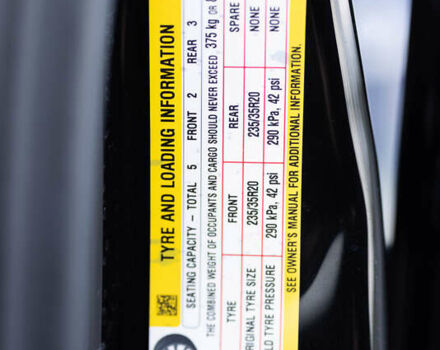 TYRE AND LOADING INFORMATION
SEATING CAPACITY – TOTAL 5 FRONT 2 REAR 3
THE COMBINED WEIGHT OF OCCUPANTS AND CARGO SHOULD NEVER EXCEED 375 kg OR
TYRE FRONT REAR SPARE
ORIGINAL TYRE SIZE 235/35R20 235/35R20 NONE
LD TYRE PRESSURE 290 kPa, 42 psi 290 kPa, 42 psi NONE
SEE OWNER'S MANUAL FOR ADDITIONAL INFORMATION.